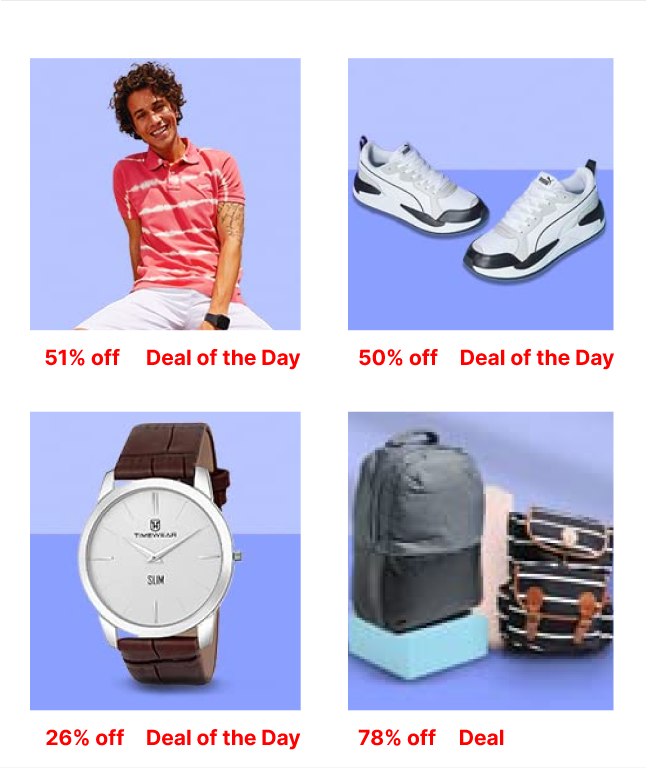 51% off Deal of the Day
50% off Deal of the Day
TIMEWEAR
SLIM
26% off Deal of the Day
78% off Deal